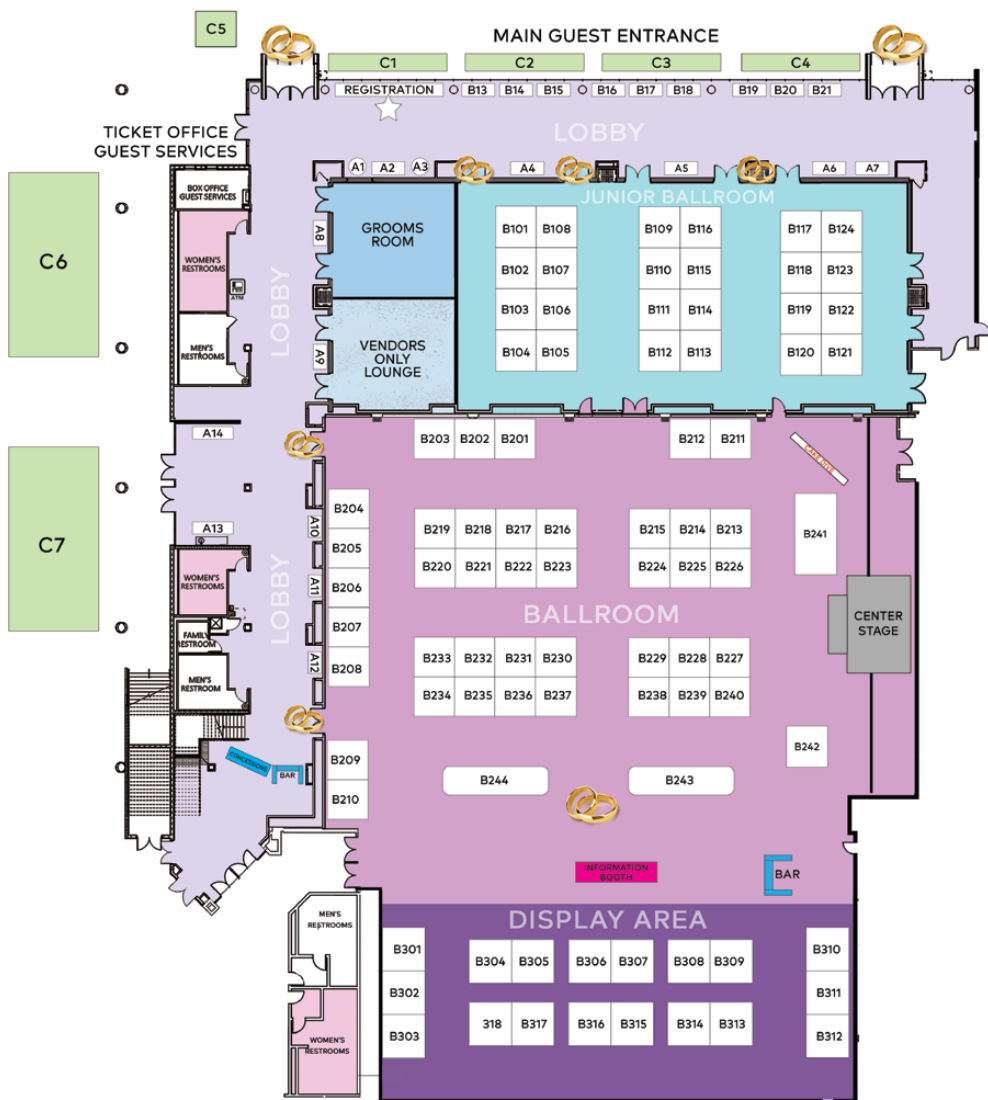 C5
MAIN GUEST ENTRANCE
C1
C2
C3
C4
REGISTRATION
B13
B14
B15
B16
B17
B18
B19
B20
B21
LOBBY
TICKET OFFICE
GUEST SERVICES
A1
A2
A3
A4
A5
A6
A7
BOX OFFICE
GUEST SERVICES
JUNIOR BALLROOM
GROOMS
ROOM
A8
B101
B108
B109
B116
B117
B124
C6
WOMEN'S
RESTROOMS
LOBBY
B102
B107
B110
B115
B118
B123
ATM
B103
B106
B111
B114
B119
B122
MEN'S
RESTROOMS
VENDORS
ONLY
LOUNGE
A9
B104
B105
B112
B113
B120
B121
A14
B203
B202
B201
B212
B211
CAKE DIVE
C7
A13
B204
A10
B219
B218
B217
B216
B215
B214
B213
B241
B205
B220
B221
B222
B223
B224
B225
B226
WOMEN'S
RESTROOMS
LOBBY
A11
B206
BALLROOM
CENTER
STAGE
B207
FAMILY
RESTROOM
A12
B208
B233
B232
B231
B230
B229
B228
B227
MEN'S
RESTROOM
B234
B235
B236
B237
B238
B239
B240
B242
CONCESSIONS
BAR
B209
B244
B243
B210
INFORMATION
BOOTH
BAR
MEN'S
RESTROOMS
DISPLAY AREA
B301
B304
B305
B306
B307
B308
B309
B310
B302
B311
B303
318
B317
B316
B315
B314
B313
B312
WOMEN'S
RESTROOMS